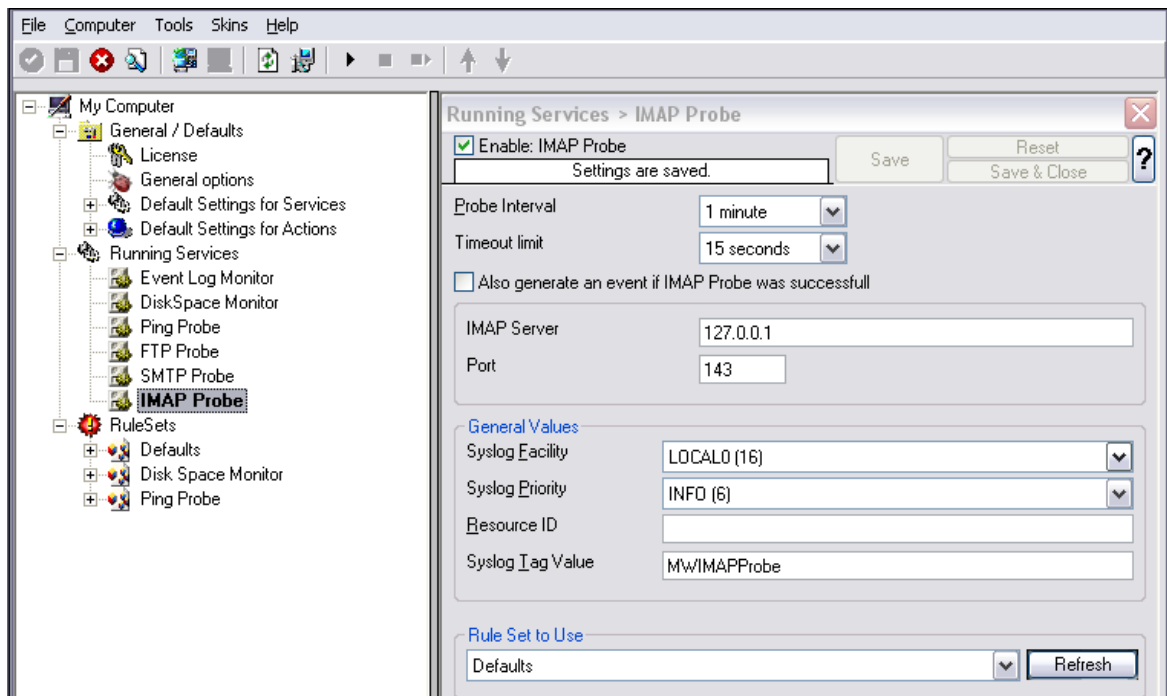 File Computer Tools Skins Help
My Computer
General / Defaults
License
General options
Default Settings for Services
Default Settings for Actions
Running Services
Event Log Monitor
DiskSpace Monitor
Ping Probe
FTP Probe
SMTP Probe
IMAP Probe
RuleSets
Defaults
Disk Space Monitor
Ping Probe
Running Services > IMAP Probe
Enable: IMAP Probe
Settings are saved.
Save
Reset
Save & Close
?
Probe Interval 1 minute
Timeout limit 15 seconds
Also generate an event if IMAP Probe was successfull
IMAP Server 127.0.0.1
Port 143
General Values
Syslog Facility LOCAL0 (16)
Syslog Priority INFO (6)
Resource ID
Syslog Tag Value MWIMAPProbe
Rule Set to Use
Defaults Refresh